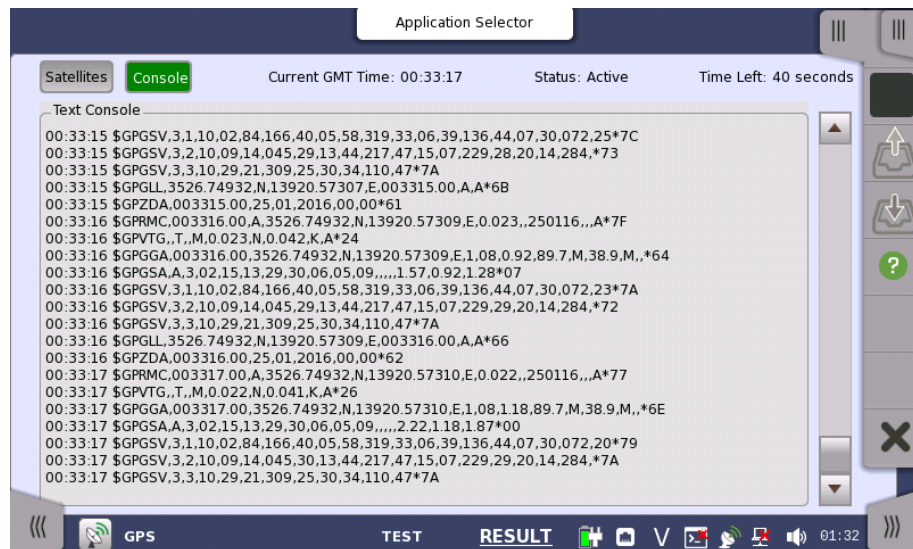 Application Selector
Satellites
Console
Current GMT Time: 00:33:17
Status: Active
Time Left: 40 seconds
Text Console
00:33:15 $GPGSV,3,1,10,02,84,166,40,05,58,319,33,06,39,136,44,07,30,072,25*7C
00:33:15 $GPGSV,3,2,10,09,14,045,29,13,44,217,47,15,07,229,28,20,14,284,*73
00:33:15 $GPGSV,3,3,10,29,21,309,25,30,34,110,47*7A
00:33:15 $GPGLL,3526.74932,N,13920.57307,E,003315.00,A,A*6B
00:33:15 $GPZDA,003315.00,25,01,2016,00,00*61
00:33:16 $GPRMC,003316.00,A,3526.74932,N,13920.57309,E,0.023,,250116,,,A*7F
00:33:16 $GPVTG,,T,,M,0.023,N,0.042,K,A*24
00:33:16 $GPGGA,003316.00,3526.74932,N,13920.57309,E,1,08,0.92,89.7,M,38.9,M,,*64
00:33:16 $GPGSA,A,3,02,15,13,29,30,06,05,09,,,,,1.57,0.92,1.28*07
00:33:16 $GPGSV,3,1,10,02,84,166,40,05,58,319,33,06,39,136,44,07,30,072,23*7A
00:33:16 $GPGSV,3,2,10,09,14,045,29,13,44,217,47,15,07,229,29,20,14,284,*72
00:33:16 $GPGSV,3,3,10,29,21,309,25,30,34,110,47*7A
00:33:16 $GPGLL,3526.74932,N,13920.57309,E,003316.00,A,A*66
00:33:16 $GPZDA,003316.00,25,01,2016,00,00*62
00:33:17 $GPRMC,003317.00,A,3526.74932,N,13920.57310,E,0.022,,250116,,,A*77
00:33:17 $GPVTG,,T,,M,0.022,N,0.041,K,A*26
00:33:17 $GPGGA,003317.00,3526.74932,N,13920.57310,E,1,08,1.18,89.7,M,38.9,M,,*6E
00:33:17 $GPGSA,A,3,02,15,13,29,30,06,05,09,,,,,2.22,1.18,1.87*00
00:33:17 $GPGSV,3,1,10,02,84,166,40,05,58,319,33,06,39,136,44,07,30,072,20*79
00:33:17 $GPGSV,3,2,10,09,14,045,30,13,44,217,47,15,07,229,29,20,14,284,*7A
00:33:17 $GPGSV,3,3,10,29,21,309,25,30,34,110,47*7A
GPS
TEST
RESULT
V
01:32